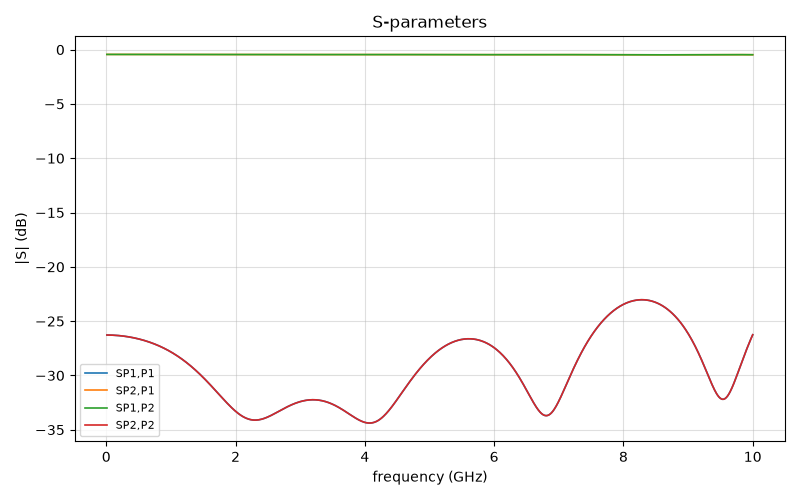 S-parameters
|S| (dB)
0
−5
−10
−15
−20
−25
−30
−35
SP1,P1
SP2,P1
SP1,P2
SP2,P2
0 2 4 6 8 10
frequency (GHz)